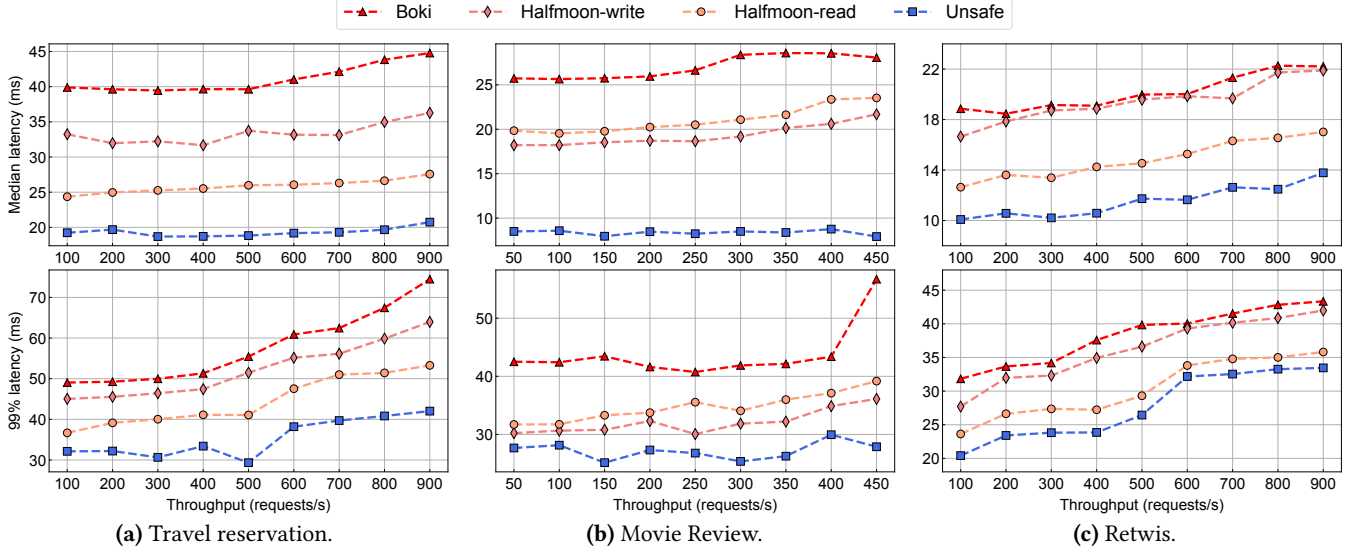 Boki Halfmoon-write Halfmoon-read Unsafe
Median latency (ms)
45
40
35
30
25
20
100 200 300 400 500 600 700 800 900
25
20
15
10
50 100 150 200 250 300 350 400 450
22
18
14
10
100 200 300 400 500 600 700 800 900
99% latency (ms)
70
60
50
40
30
100 200 300 400 500 600 700 800 900
Throughput (requests/s)
50
40
30
50 100 150 200 250 300 350 400 450
Throughput (requests/s)
45
40
35
30
25
20
100 200 300 400 500 600 700 800 900
Throughput (requests/s)
(a) Travel reservation.
(b) Movie Review.
(c) Retwis.